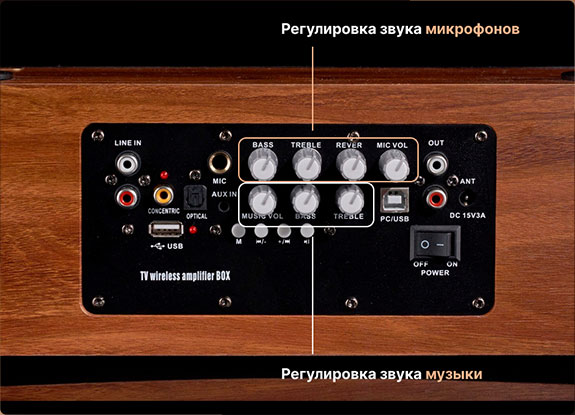 Регулировка звука микрофонов
LINE IN
BASS TREBLE REVER MIC VOL
OUT
MIC
AUX IN
ANT
CONCENTRIC
OPTICAL
MUSIC VOL BASS TREBLE
PC/USB
DC 15V3A
USB
M
OFF ON
POWER
TV wireless amplifier BOX
Регулировка звука музыки